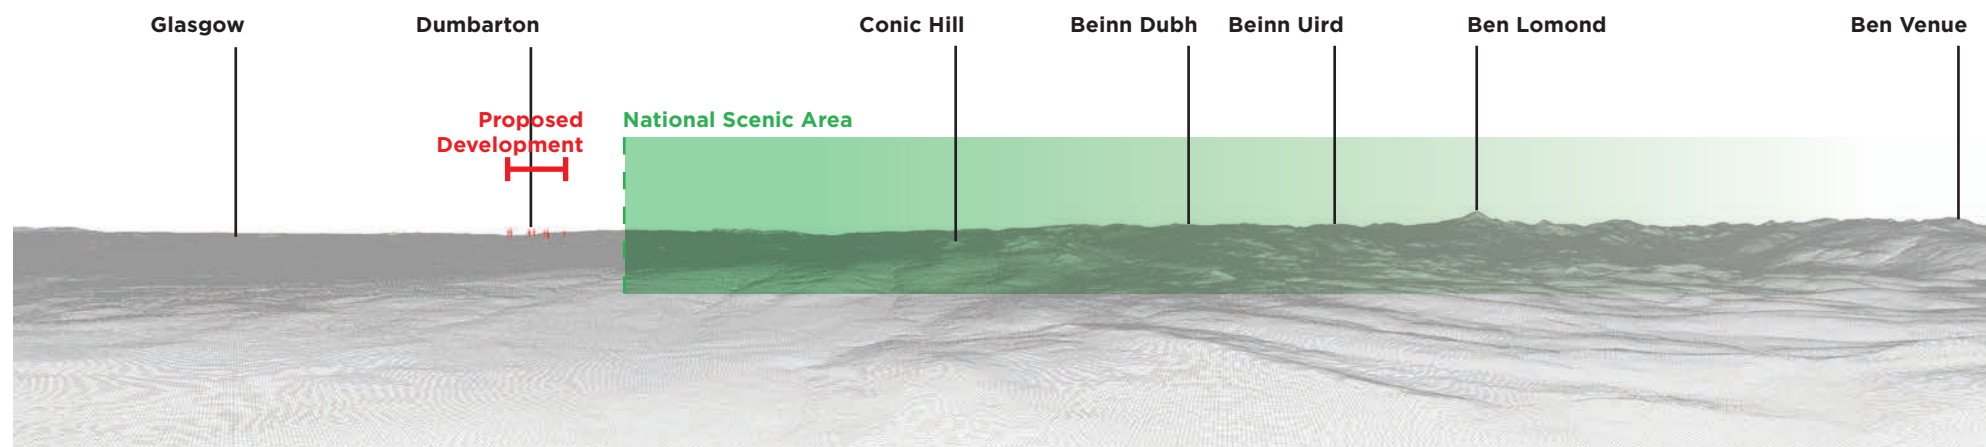 Glasgow
Dumbarton
Conic Hill
Beinn Dubh
Beinn Uird
Ben Lomond
Ben Venue
Proposed
Development
National Scenic Area